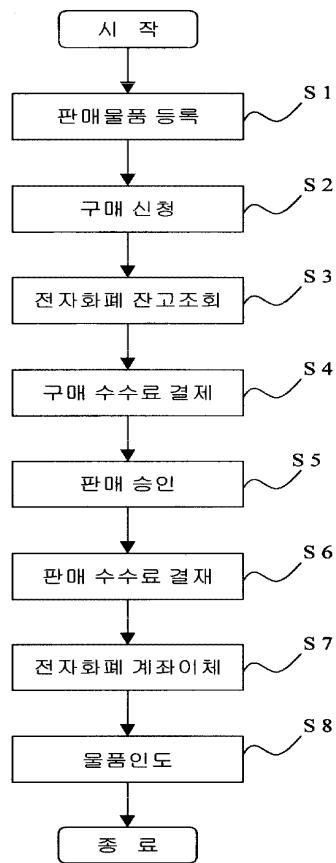 시 작
판매물품 등록
S 1
구매 신청
S 2
전자화폐 잔고조회
S 3
구매 수수료 결제
S 4
판매 승인
S 5
판매 수수료 결재
S 6
전자화폐 계좌이체
S 7
물품인도
S 8
종 료